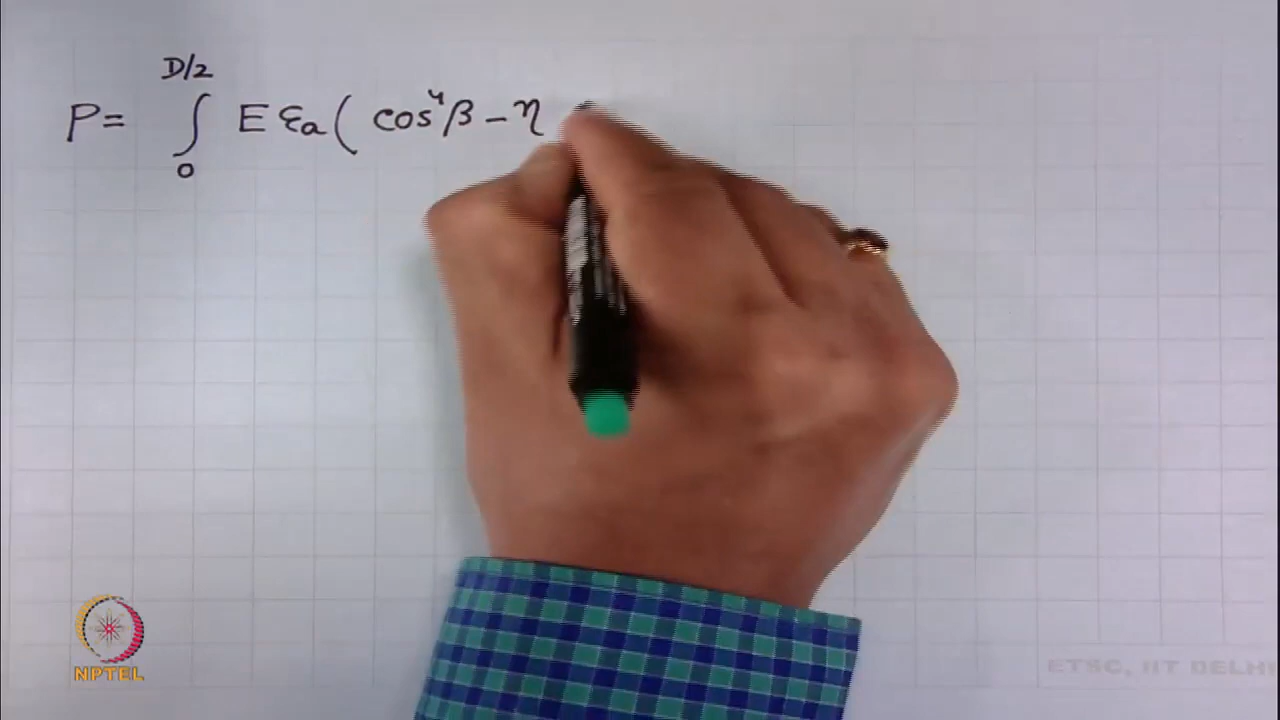 D/2
P = ∫ E εa ( cos⁴β − η
0
NPTEL
ETSC, IIT DELHI